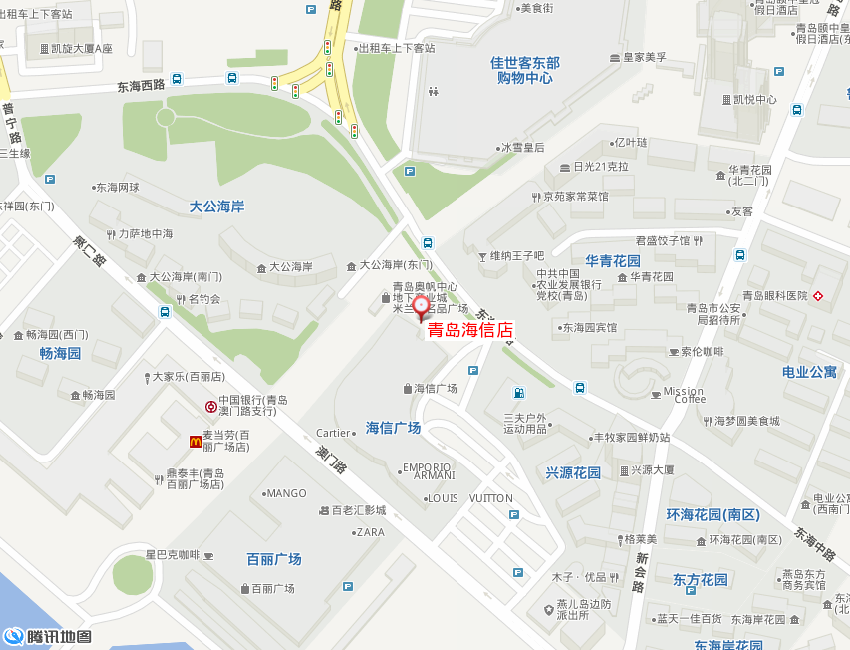 出租车上下客站
美食街
假日酒店
青岛颐中皇冠
假日酒店(东
凯旋大厦A座
出租车上下客站
佳世客东部
购物中心
皇家美孚
凯悦中心
东海西路
普宁路
三生缘
冰雪皇后
亿叶琏
日光21克拉
华青花园
(北二门)
东海网球
京苑家常菜馆
友客
东祥园(东门)
大公海岸
力萨地中海
燕儿路
君盛饺子馆
维纳王子吧
华青花园
大公海岸
大公海岸(东门)
大公海岸(南门)
中共中国
农业发展银行
党校(青岛)
华青花园
青岛奥帆中心
地下商业城
青岛眼科医院
名豹会
青岛市公安
局招待所
青岛海信店
东海宾馆
畅海园(西门)
畅海园
索伦咖啡
电业公寓
大家乐(百丽店)
海信广场
Mission
Coffee
畅海园
中国银行(青岛
澳门路支行)
三夫户外
运动用品
海梦圆美食城
海信广场
Cartier
丰牧家园鲜奶站
麦当劳(百
丽广场店)
澳门路
EMPORIO
ARMANI
兴源花园
兴源大厦
鼎泰丰(青岛
百丽广场店)
MANGO
LOUIS VUITTON
电业公寓
(西南门)
百老汇影城
环海花园(南区)
ZARA
格莱美
环海花园(南区)
东海中路
星巴克咖啡
百丽广场
新会路
木子·优品
东方花园
燕岛东方
商务宾馆
百丽广场
燕儿岛边防
派出所
蓝天一佳百货
东海岸花园
腾讯地图
东海岸花园